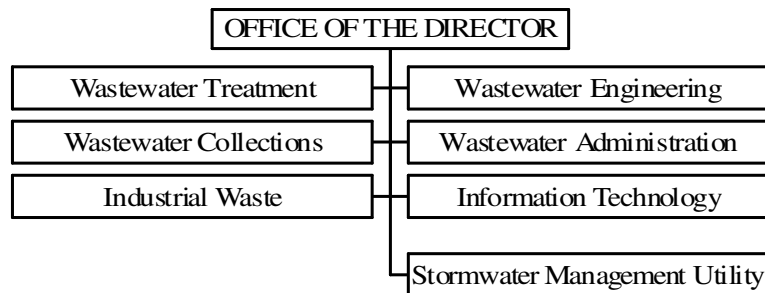 OFFICE OF THE DIRECTOR
Wastewater Treatment
Wastewater Engineering
Wastewater Collections
Wastewater Administration
Industrial Waste
Information Technology
Stormwater Management Utility